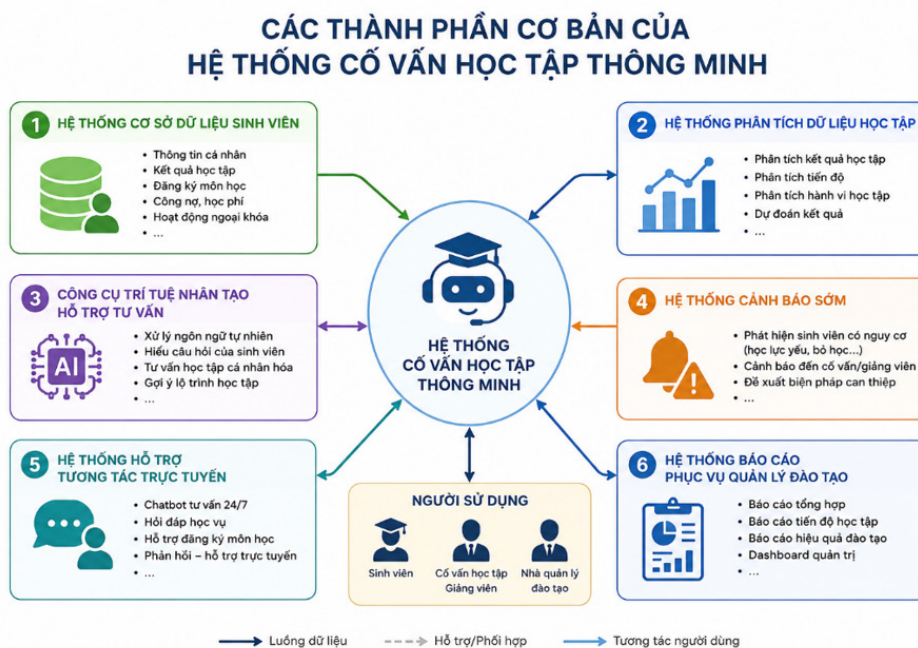 CÁC THÀNH PHẦN CƠ BẢN CỦA
HỆ THỐNG CỐ VẤN HỌC TẬP THÔNG MINH
1 HỆ THỐNG CƠ SỞ DỮ LIỆU SINH VIÊN
• Thông tin cá nhân
• Kết quả học tập
• Đăng ký môn học
• Công nợ, học phí
• Hoạt động ngoại khóa
• ...
2 HỆ THỐNG PHÂN TÍCH DỮ LIỆU HỌC TẬP
• Phân tích kết quả học tập
• Phân tích tiến độ
• Phân tích hành vi học tập
• Dự đoán kết quả
• ...
3 CÔNG CỤ TRÍ TUỆ NHÂN TẠO
HỖ TRỢ TƯ VẤN
AI
• Xử lý ngôn ngữ tự nhiên
• Hiểu câu hỏi của sinh viên
• Tư vấn học tập cá nhân hóa
• Gợi ý lộ trình học tập
• ...
HỆ THỐNG
CỐ VẤN HỌC TẬP
THÔNG MINH
4 HỆ THỐNG CẢNH BÁO SỚM
• Phát hiện sinh viên có nguy cơ
(học lực yếu, bỏ học...)
• Cảnh báo đến cố vấn/giảng viên
• Đề xuất biện pháp can thiệp
• ...
5 HỆ THỐNG HỖ TRỢ
TƯƠNG TÁC TRỰC TUYẾN
• Chatbot tư vấn 24/7
• Hỏi đáp học vụ
• Hỗ trợ đăng ký môn học
• Phản hồi – hỗ trợ trực tuyến
• ...
NGƯỜI SỬ DỤNG
Sinh viên
Cố vấn học tập
Giảng viên
Nhà quản lý
đào tạo
6 HỆ THỐNG BÁO CÁO
PHỤC VỤ QUẢN LÝ ĐÀO TẠO
• Báo cáo tổng hợp
• Báo cáo tiến độ học tập
• Báo cáo hiệu quả đào tạo
• Dashboard quản trị
• ...
Luồng dữ liệu
Hỗ trợ/Phối hợp
Tương tác người dùng